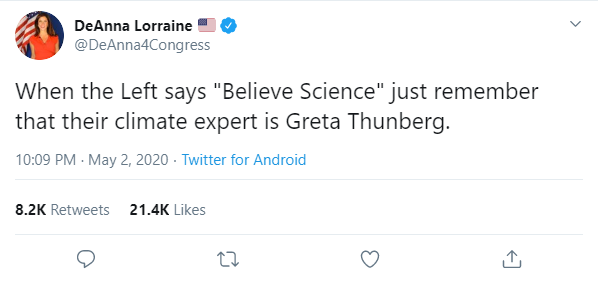 DeAnna Lorraine 🇺🇸
@DeAnna4Congress
When the Left says "Believe Science" just remember
that their climate expert is Greta Thunberg.
10:09 PM · May 2, 2020 · Twitter for Android
8.2K Retweets 21.4K Likes